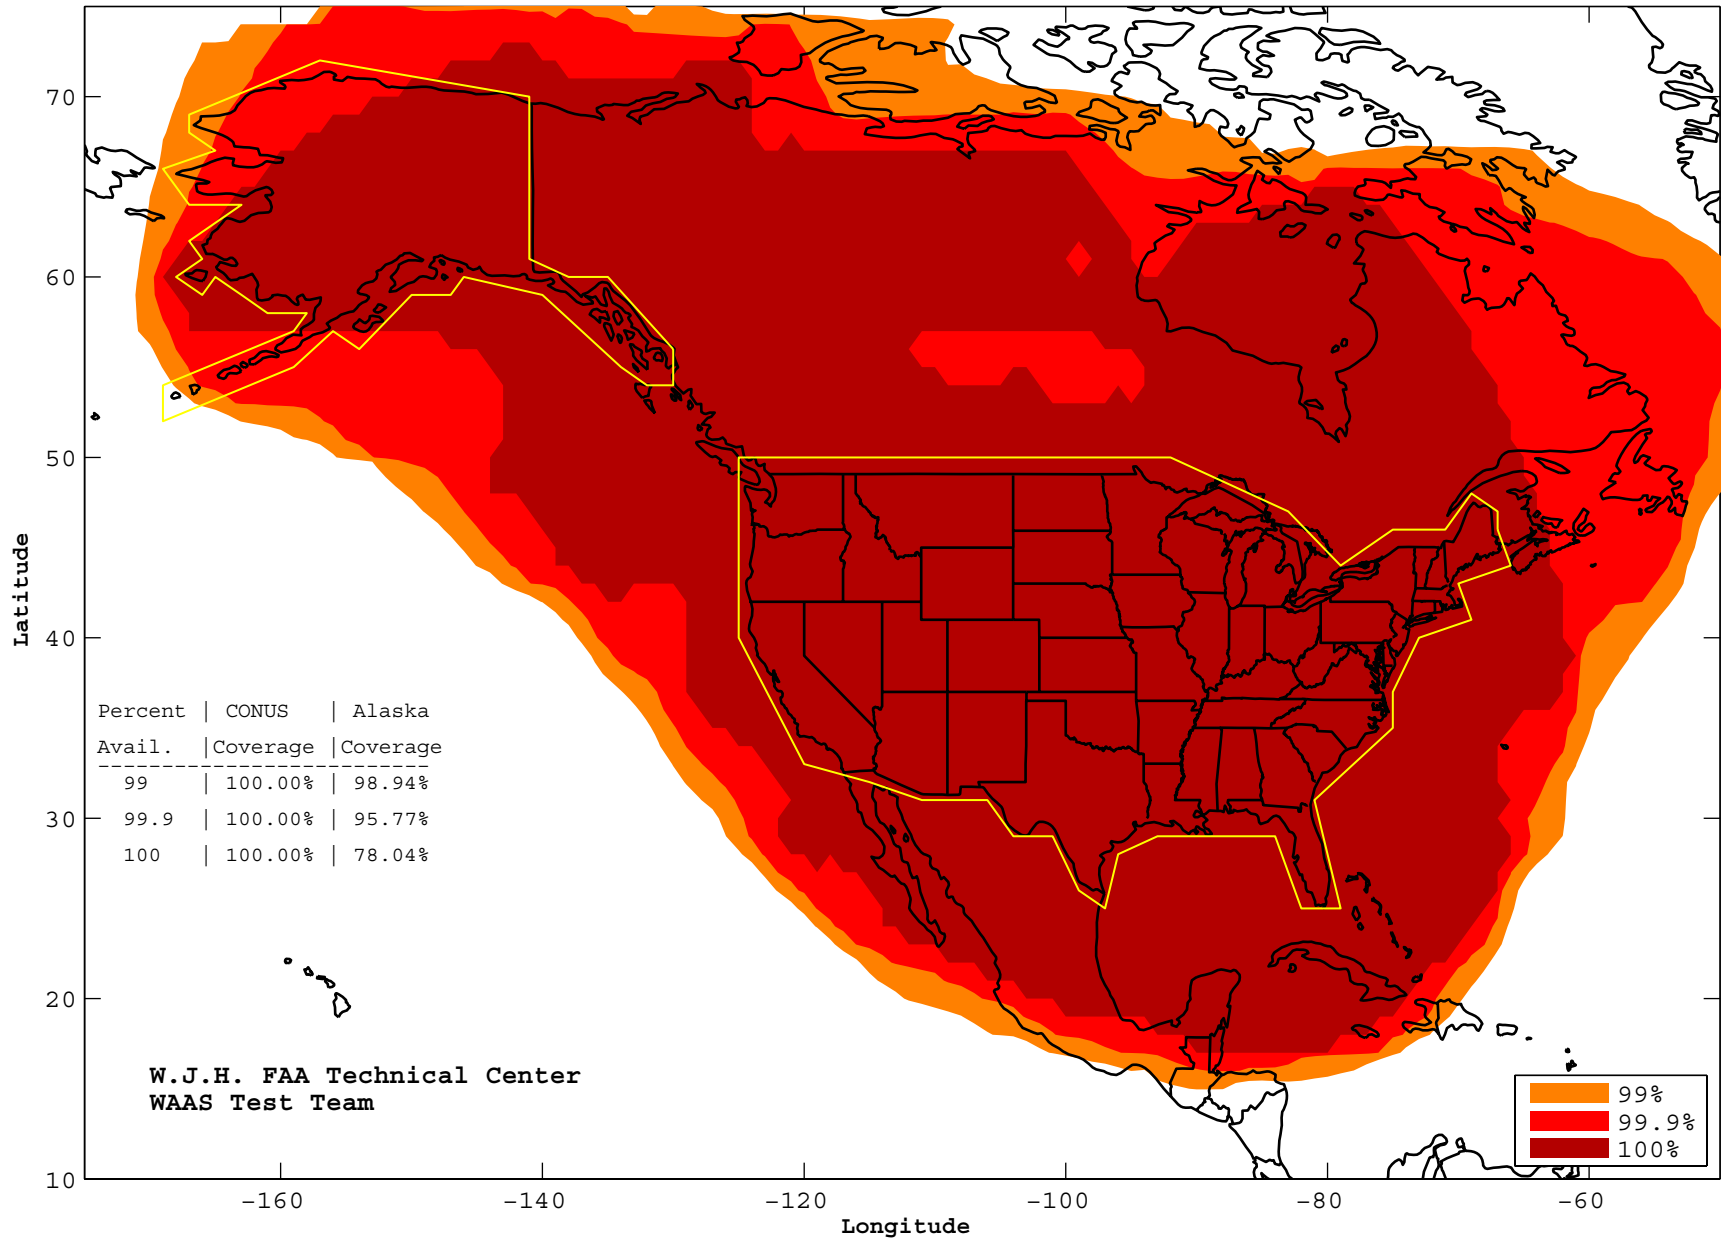 70
60
50
40
30
20
10
Latitude
Percent | CONUS | Alaska
Avail. |Coverage |Coverage
99 | 100.00% | 98.94%
99.9 | 100.00% | 95.77%
100 | 100.00% | 78.04%
W.J.H. FAA Technical Center
WAAS Test Team
99%
99.9%
100%
-160 -140 -120 -100 -80 -60
Longitude